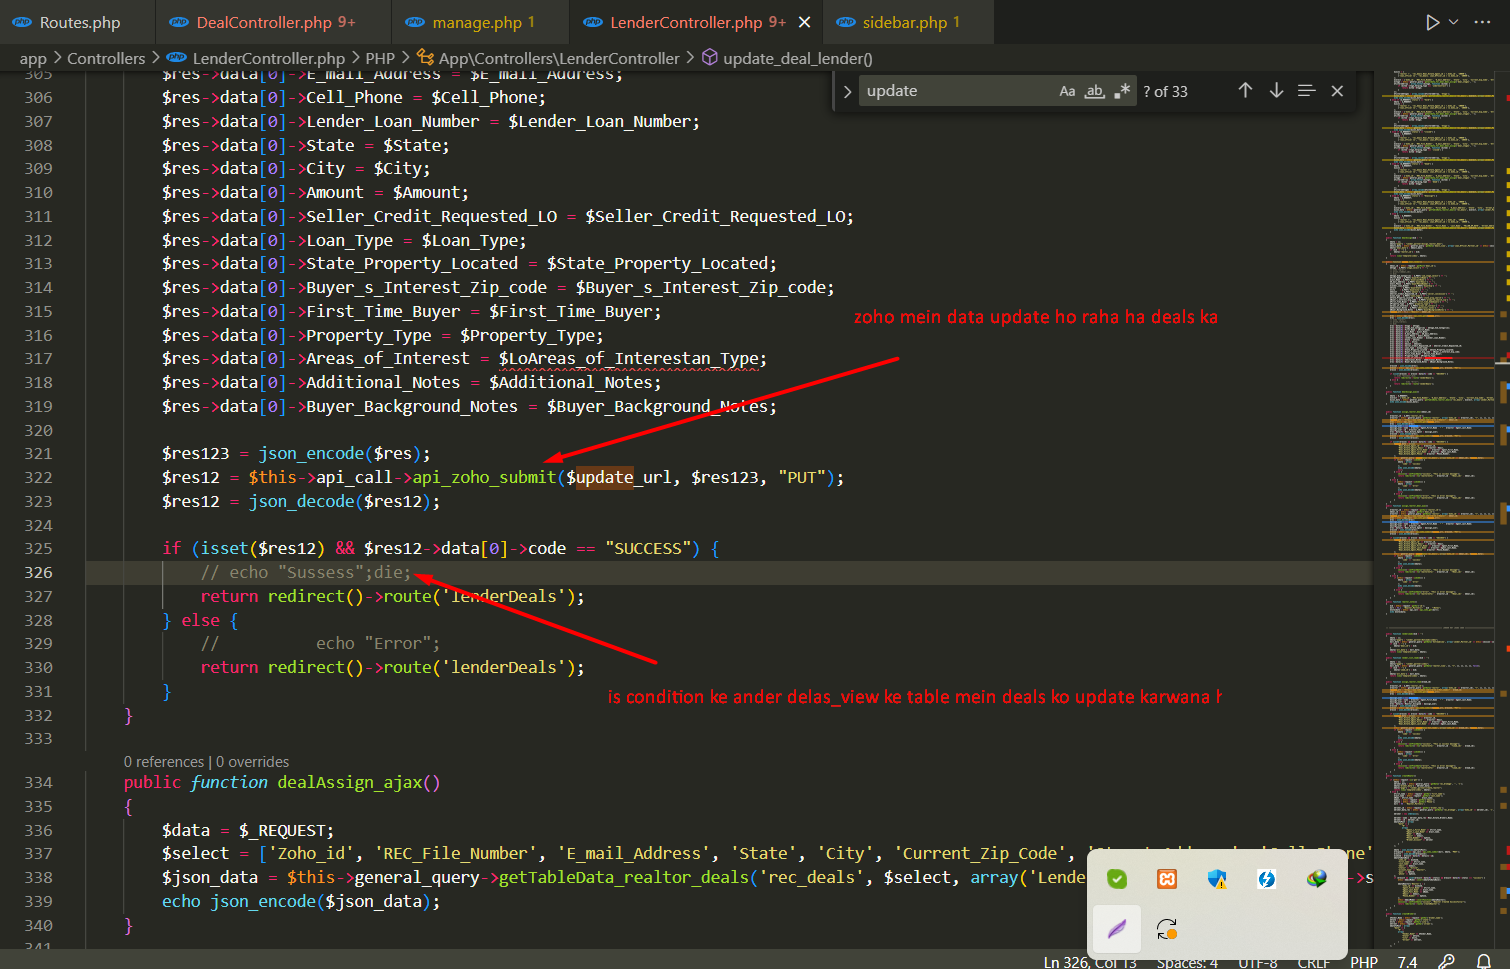 Routes.php
DealController.php 9+
manage.php 1
LenderController.php 9+
sidebar.php 1
app > Controllers > LenderController.php > PHP > App\Controllers\LenderController > update_deal_lender()
update
Aa ab .*
? of 33
305 $res->data[0]->E_mail_Address = $E_mail_Address;
306 $res->data[0]->Cell_Phone = $Cell_Phone;
307 $res->data[0]->Lender_Loan_Number = $Lender_Loan_Number;
308 $res->data[0]->State = $State;
309 $res->data[0]->City = $City;
310 $res->data[0]->Amount = $Amount;
311 $res->data[0]->Seller_Credit_Requested_LO = $Seller_Credit_Requested_LO;
312 $res->data[0]->Loan_Type = $Loan_Type;
313 $res->data[0]->State_Property_Located = $State_Property_Located;
314 $res->data[0]->Buyer_s_Interest_Zip_code = $Buyer_s_Interest_Zip_code;
315 $res->data[0]->First_Time_Buyer = $First_Time_Buyer;
zoho mein data update ho raha ha deals ka
316 $res->data[0]->Property_Type = $Property_Type;
317 $res->data[0]->Areas_of_Interest = $LoAreas_of_Interestan_Type;
318 $res->data[0]->Additional_Notes = $Additional_Notes;
319 $res->data[0]->Buyer_Background_Notes = $Buyer_Background_Notes;
320
321 $res123 = json_encode($res);
322 $res12 = $this->api_call->api_zoho_submit($update_url, $res123, "PUT");
323 $res12 = json_decode($res12);
324
325 if (isset($res12) && $res12->data[0]->code == "SUCCESS") {
326 // echo "Sussess";die;
327 return redirect()->route('lenderDeals');
328 } else {
329 // echo "Error";
330 return redirect()->route('lenderDeals');
331 }
is condition ke ander delas_view ke table mein deals ko update karwana h
332 }
333
0 references | 0 overrides
334 public function dealAssign_ajax()
335 {
336 $data = $_REQUEST;
337 $select = ['Zoho_id', 'REC_File_Number', 'E_mail_Address', 'State', 'City', 'Current_Zip_Code',
338 $json_data = $this->general_query->getTableData_realtor_deals('rec_deals', $select, array('Lende ->s
339 echo json_encode($json_data);
340 }
341
Ln 326, Col 13 Spaces: 4 UTF-8 CRLF PHP 7.4